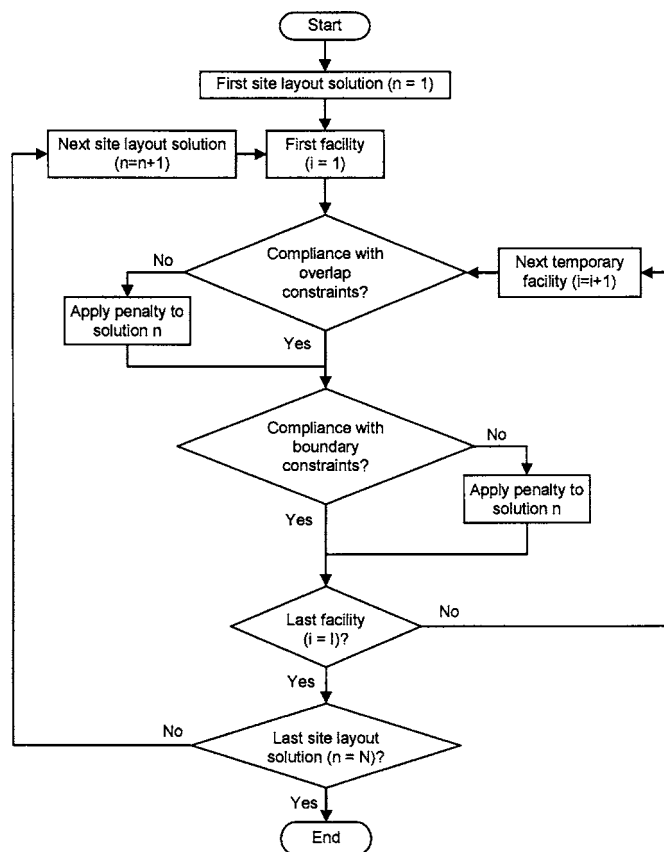 Start
First site layout solution (n = 1)
Next site layout solution
(n=n+1)
First facility
(i = 1)
No
Compliance with
overlap
constraints?
Next temporary
facility (i=i+1)
Apply penalty to
solution n
Yes
Compliance with
boundary
constraints?
No
Apply penalty to
solution n
Yes
Last facility
(i = I)?
No
Yes
No
Last site layout
solution (n = N)?
Yes
End